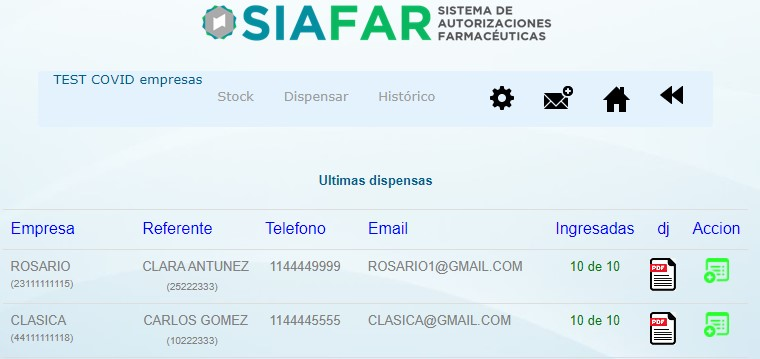 SIAFAR SISTEMA DE
AUTORIZACIONES
FARMACÉUTICAS
TEST COVID empresas
Stock Dispensar Histórico
Ultimas dispensas
Empresa Referente Telefono Email Ingresadas dj Accion
ROSARIO CLARA ANTUNEZ 1144449999 ROSARIO1@GMAIL.COM 10 de 10 PDF
(23111111115) (25222333)
CLASICA CARLOS GOMEZ 1144445555 CLASICA@GMAIL.COM 10 de 10 PDF
(44111111118) (10222333)